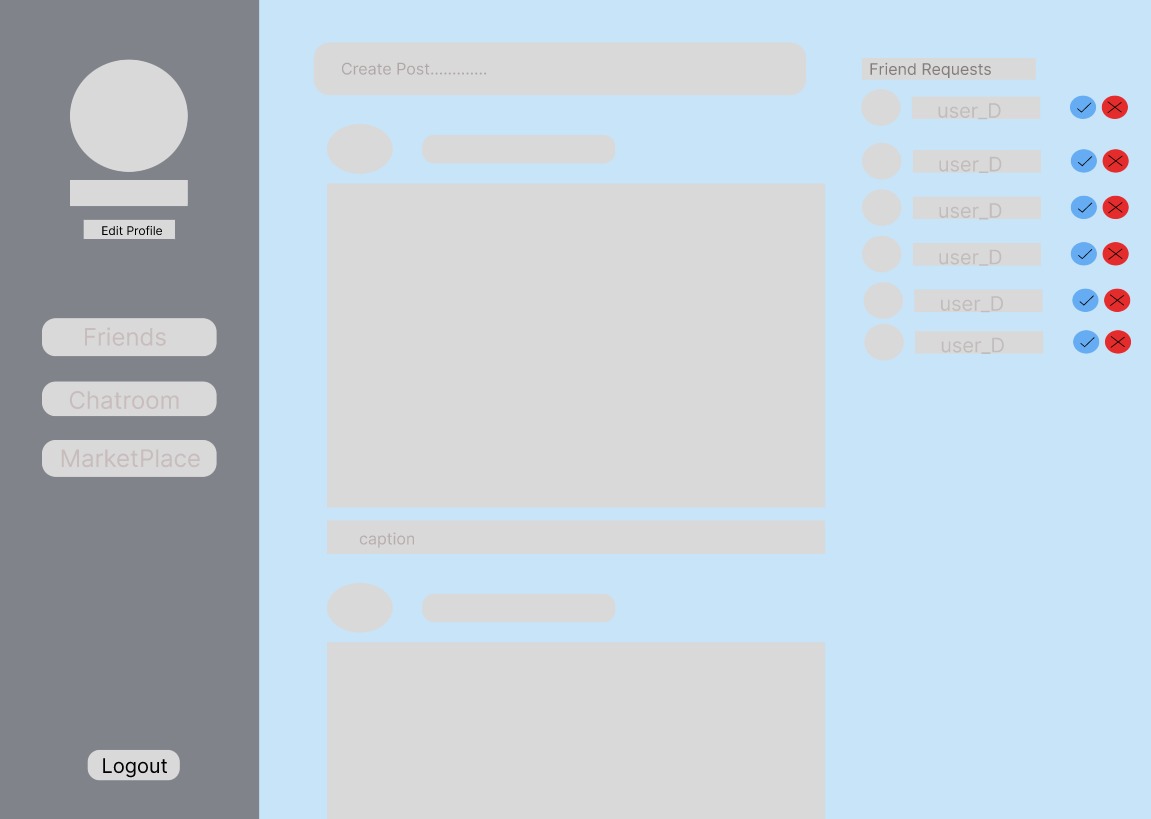 Edit Profile
Friends
Chatroom
MarketPlace
Logout
Create Post.............
caption
Friend Requests
user_D
user_D
user_D
user_D
user_D
user_D